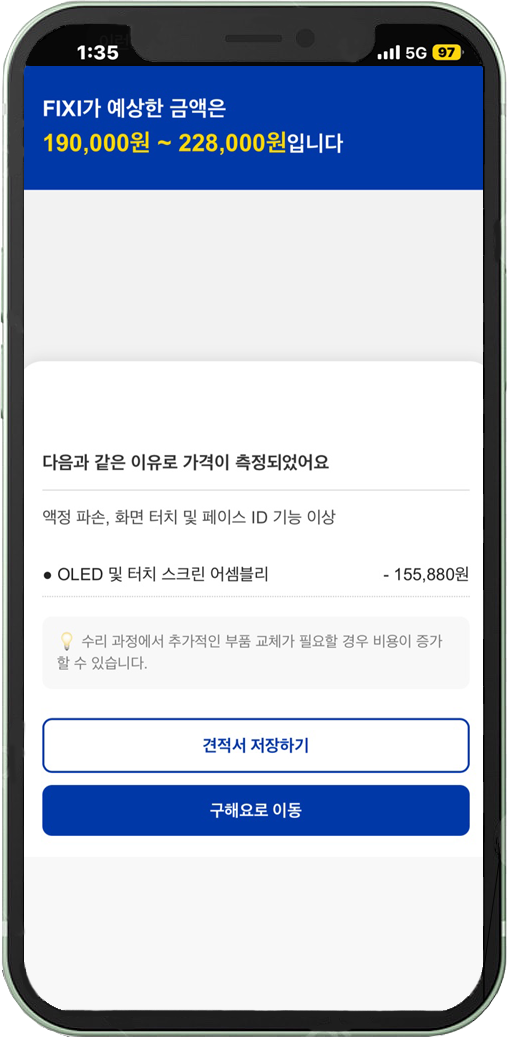 1:35
5G 97
FIXI가 예상한 금액은
190,000원 ~ 228,000원입니다
다음과 같은 이유로 가격이 측정되었어요
액정 파손, 화면 터치 및 페이스 ID 기능 이상
● OLED 및 터치 스크린 어셈블리 - 155,880원
수리 과정에서 추가적인 부품 교체가 필요할 경우 비용이 증가
할 수 있습니다.
견적서 저장하기
구해요로 이동